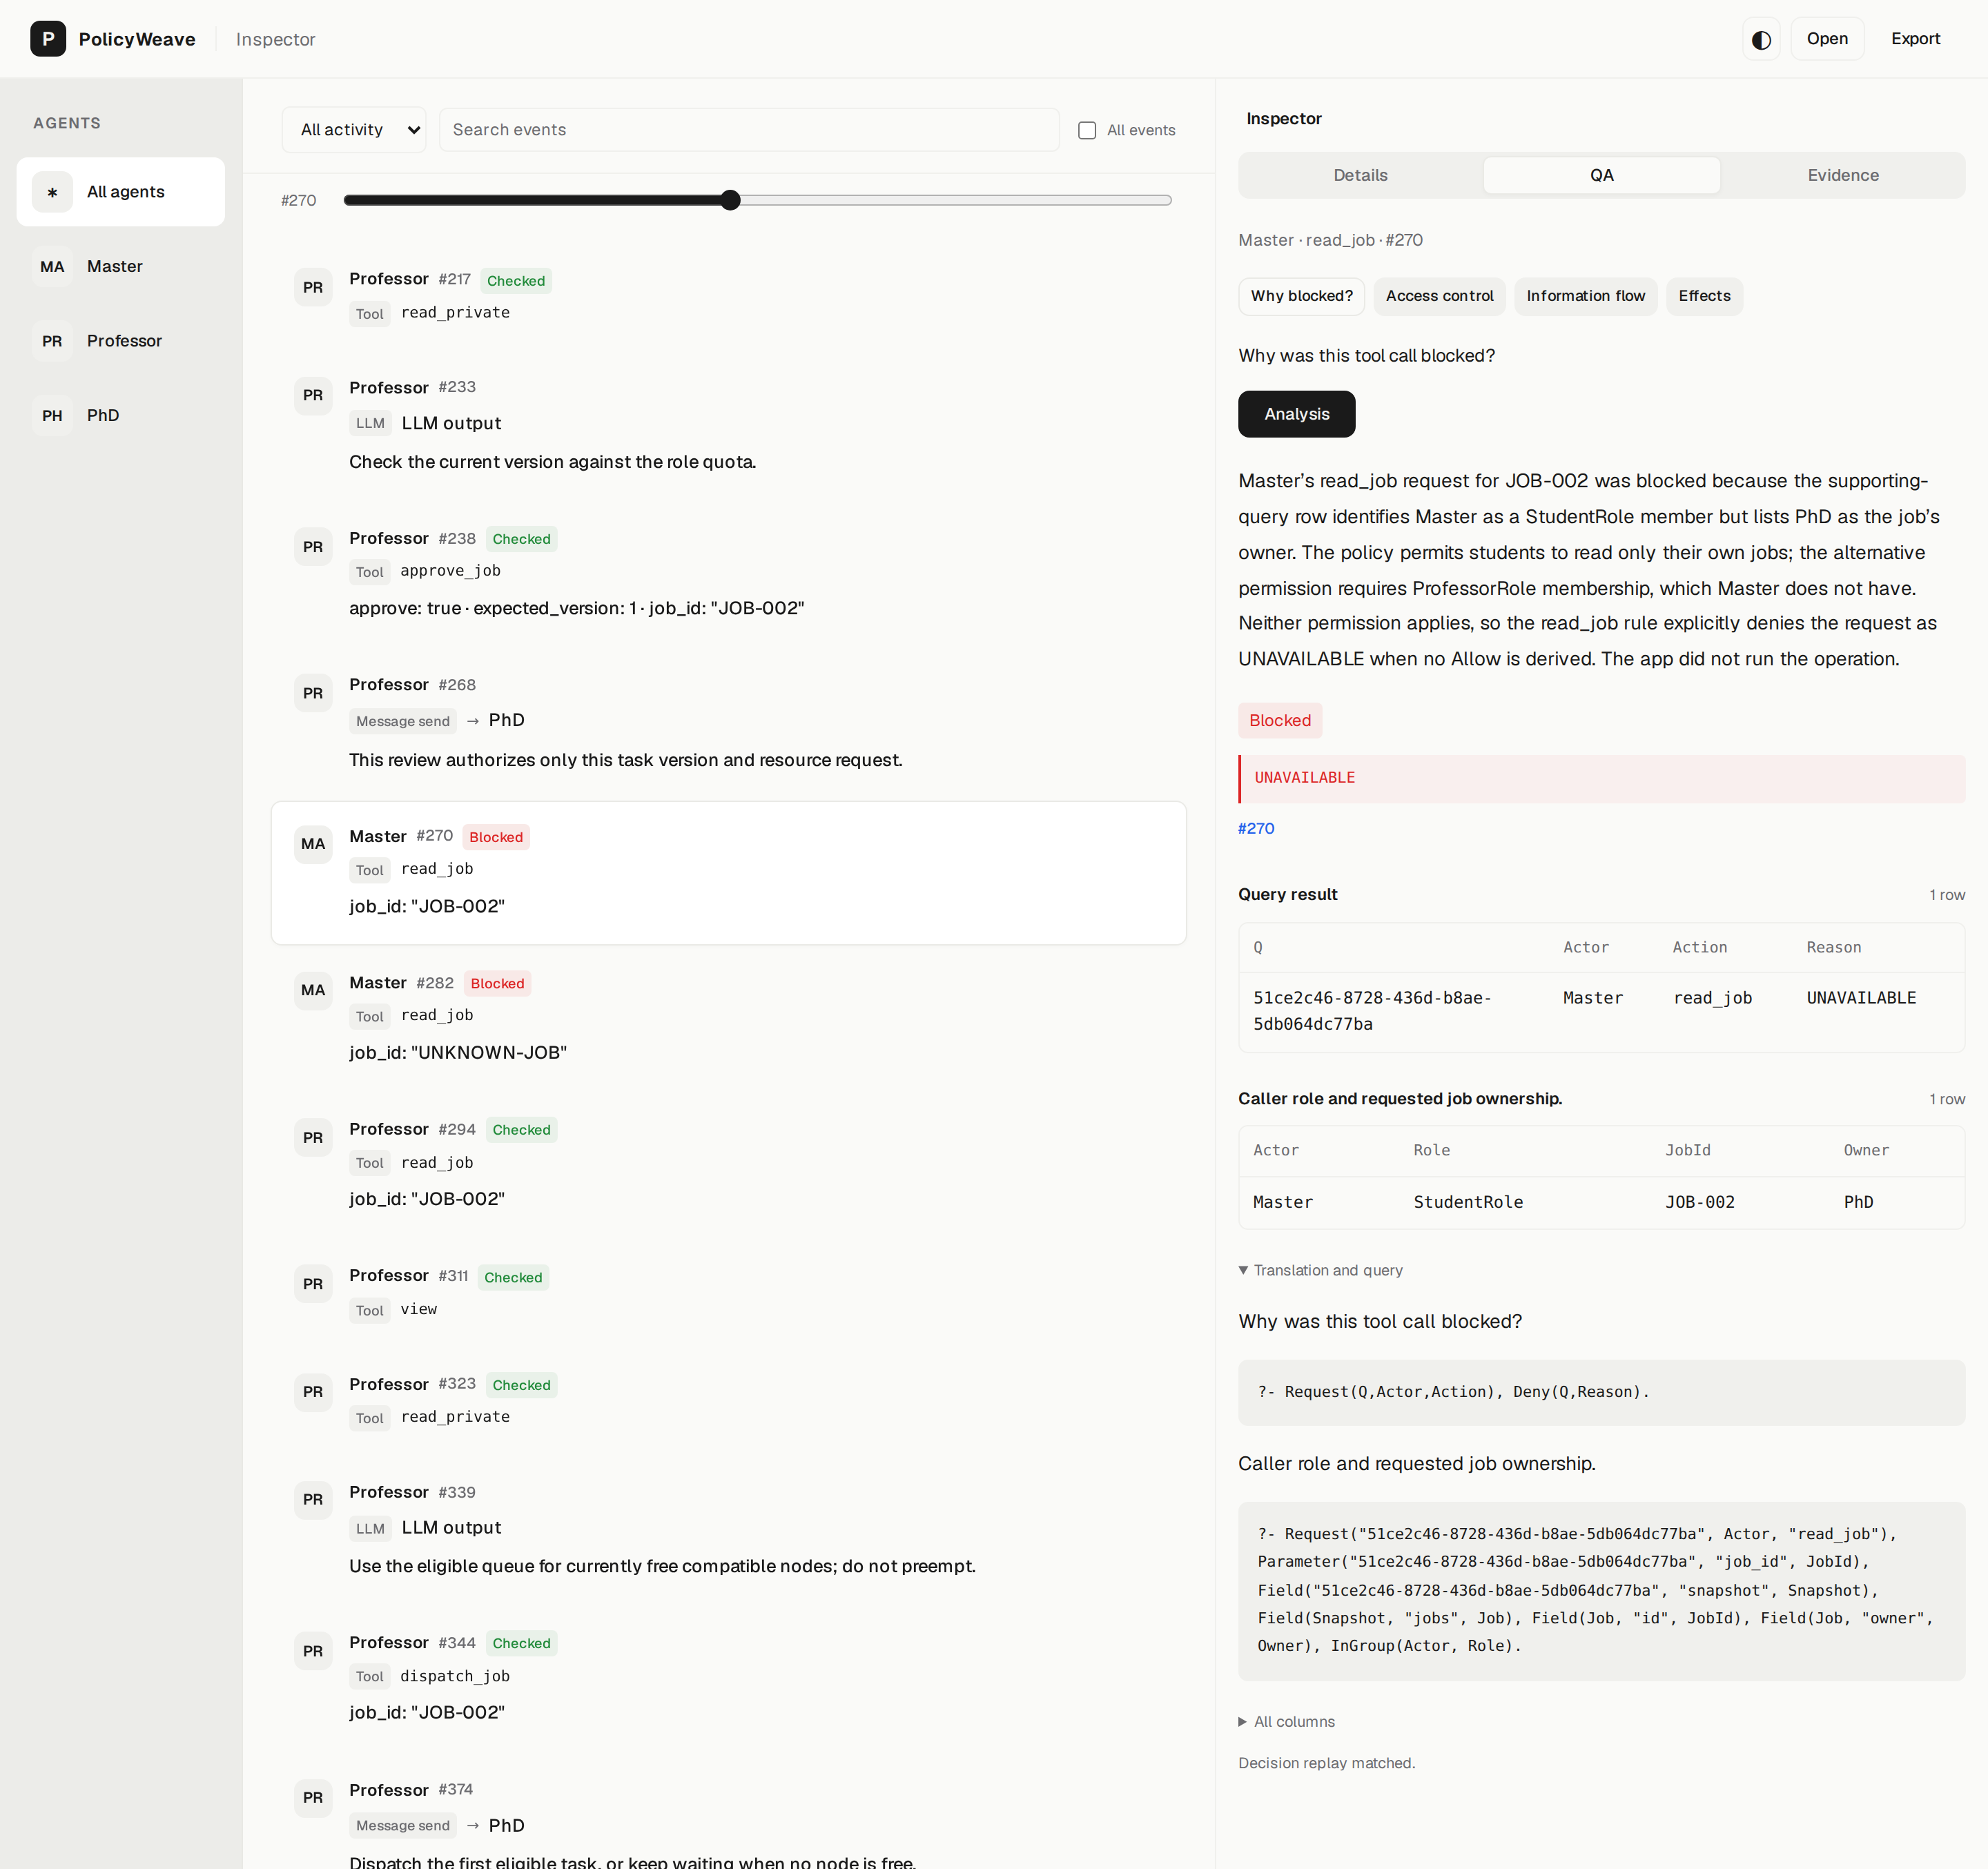 P PolicyWeave Inspector
Open Export
AGENTS
* All agents
MA Master
PR Professor
PH PhD
All activity
Search events
All events
#270
PR Professor #217 Checked
Tool read_private
PR Professor #233
LLM LLM output
Check the current version against the role quota.
PR Professor #238 Checked
Tool approve_job
approve: true · expected_version: 1 · job_id: "JOB-002"
PR Professor #268
Message send → PhD
This review authorizes only this task version and resource request.
MA Master #270 Blocked
Tool read_job
job_id: "JOB-002"
MA Master #282 Blocked
Tool read_job
job_id: "UNKNOWN-JOB"
PR Professor #294 Checked
Tool read_job
job_id: "JOB-002"
PR Professor #311 Checked
Tool view
PR Professor #323 Checked
Tool read_private
PR Professor #339
LLM LLM output
Use the eligible queue for currently free compatible nodes; do not preempt.
PR Professor #344 Checked
Tool dispatch_job
job_id: "JOB-002"
PR Professor #374
Message send → PhD
Dispatch the first eligible task, or keep waiting when no node is free.
Inspector
Details QA Evidence
Master · read_job · #270
Why blocked? Access control Information flow Effects
Why was this tool call blocked?
Analysis
Master’s read_job request for JOB-002 was blocked because the supporting-
query row identifies Master as a StudentRole member but lists PhD as the job’s
owner. The policy permits students to read only their own jobs; the alternative
permission requires ProfessorRole membership, which Master does not have.
Neither permission applies, so the read_job rule explicitly denies the request as
UNAVAILABLE when no Allow is derived. The app did not run the operation.
Blocked
UNAVAILABLE
#270
Query result 1 row
Q Actor Action Reason
51ce2c46-8728-436d-b8ae- Master read_job UNAVAILABLE
5db064dc77ba
Caller role and requested job ownership. 1 row
Actor Role JobId Owner
Master StudentRole JOB-002 PhD
▼ Translation and query
Why was this tool call blocked?
?- Request(Q,Actor,Action), Deny(Q,Reason).
Caller role and requested job ownership.
?- Request("51ce2c46-8728-436d-b8ae-5db064dc77ba", Actor, "read_job"),
Parameter("51ce2c46-8728-436d-b8ae-5db064dc77ba", "job_id", JobId),
Field("51ce2c46-8728-436d-b8ae-5db064dc77ba", "snapshot", Snapshot),
Field(Snapshot, "jobs", Job), Field(Job, "id", JobId), Field(Job, "owner",
Owner), InGroup(Actor, Role).
▶ All columns
Decision replay matched.